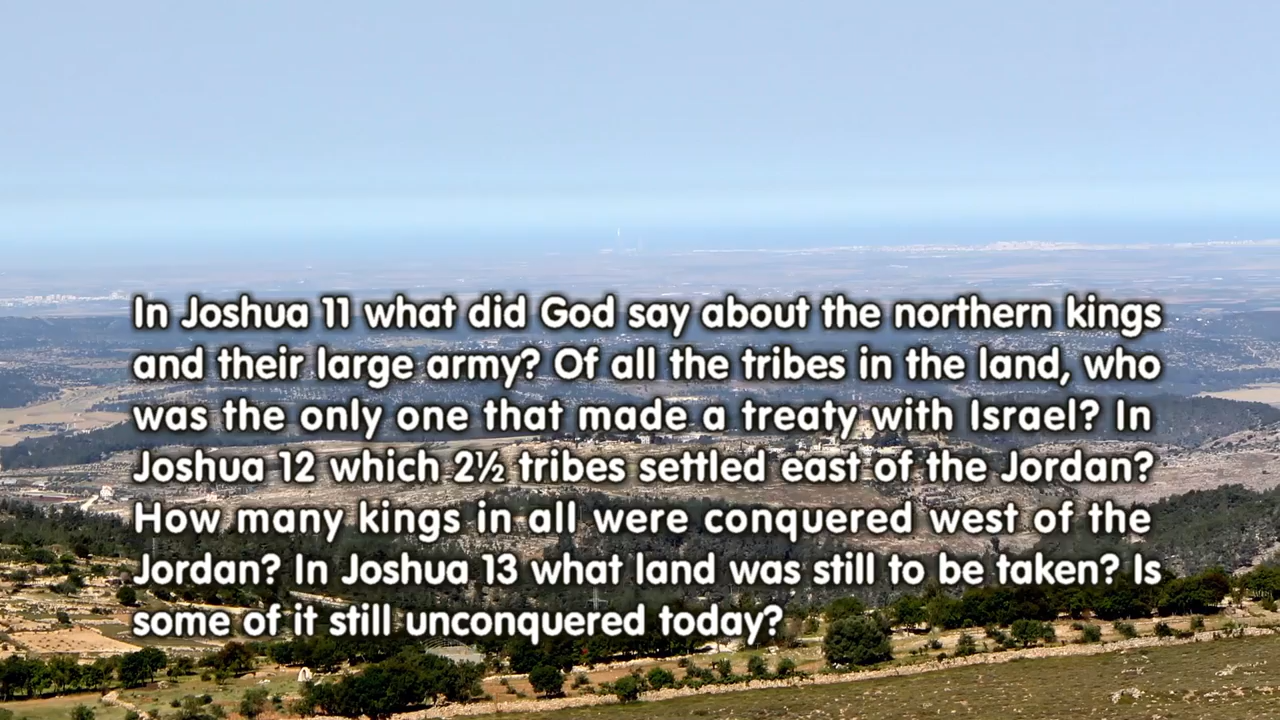 In Joshua 11 what did God say about the northern kings
and their large army? Of all the tribes in the land, who
was the only one that made a treaty with Israel? In
Joshua 12 which 2½ tribes settled east of the Jordan?
How many kings in all were conquered west of the
Jordan? In Joshua 13 what land was still to be taken? Is
some of it still unconquered today?